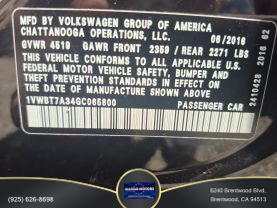 MFD BY VOLKSWAGEN GROUP OF AMERICA
CHATTANOOGA OPERATIONS, LLC. 06/2016
GVWR 4519 GAWR FRONT 2359 / REAR 2271 LBS
THIS VEHICLE CONFORMS TO ALL APPLICABLE U.S.
FEDERAL MOTOR VEHICLE SAFETY, BUMPER AND
THEFT PREVENTION STANDARDS IN EFFECT ON THE
DATE OF MANUFACTURE SHOWN ABOVE.
1VWBT7A34GC065800 PASSENGER CAR
2410428 2016 62
(925) 626-8698
6240 Brentwood Blvd,
Brentwood, CA 94513